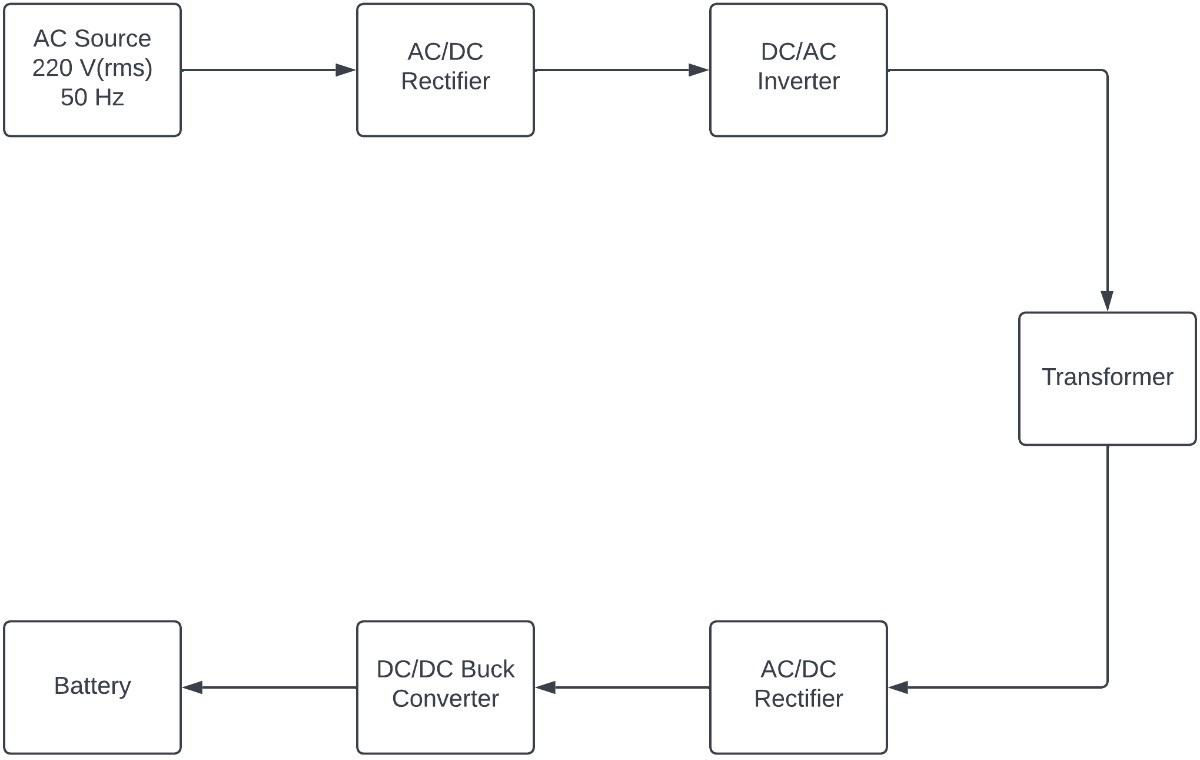 AC Source
220 V(rms)
50 Hz
AC/DC
Rectifier
DC/AC
Inverter
Transformer
Battery
DC/DC Buck
Converter
AC/DC
Rectifier